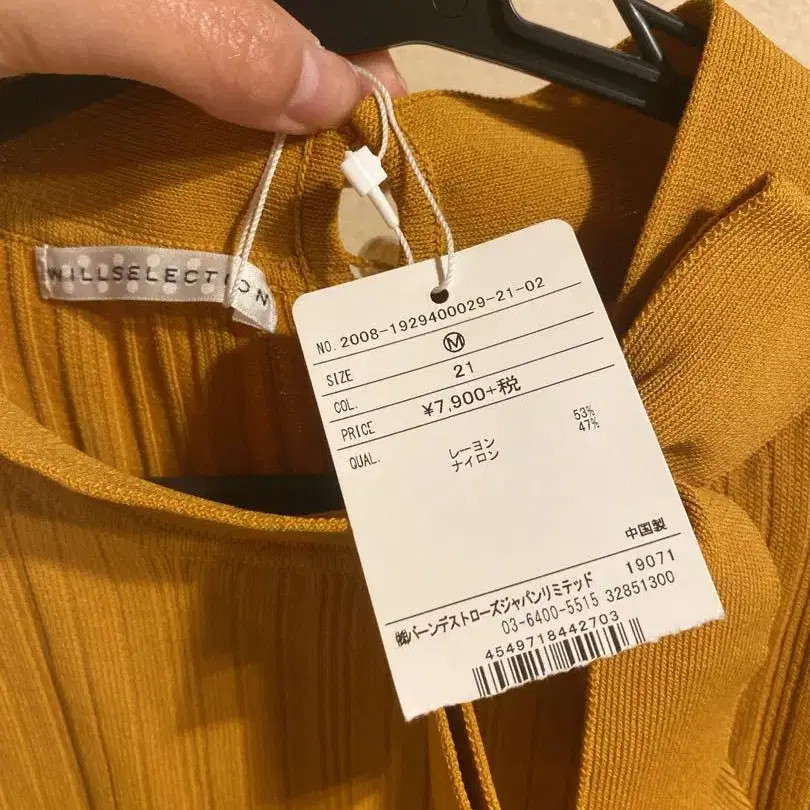 WILLSELECTION
NO. 2008-1929400029-21-02
SIZE Ⓜ
COL. 21
PRICE ¥7,900+税
QUAL. レーヨン 53%
ナイロン 47%
中国製
19071
㈱バーンデストローズジャパンリミテッド
03-6400-5515 32851300
4549718442703